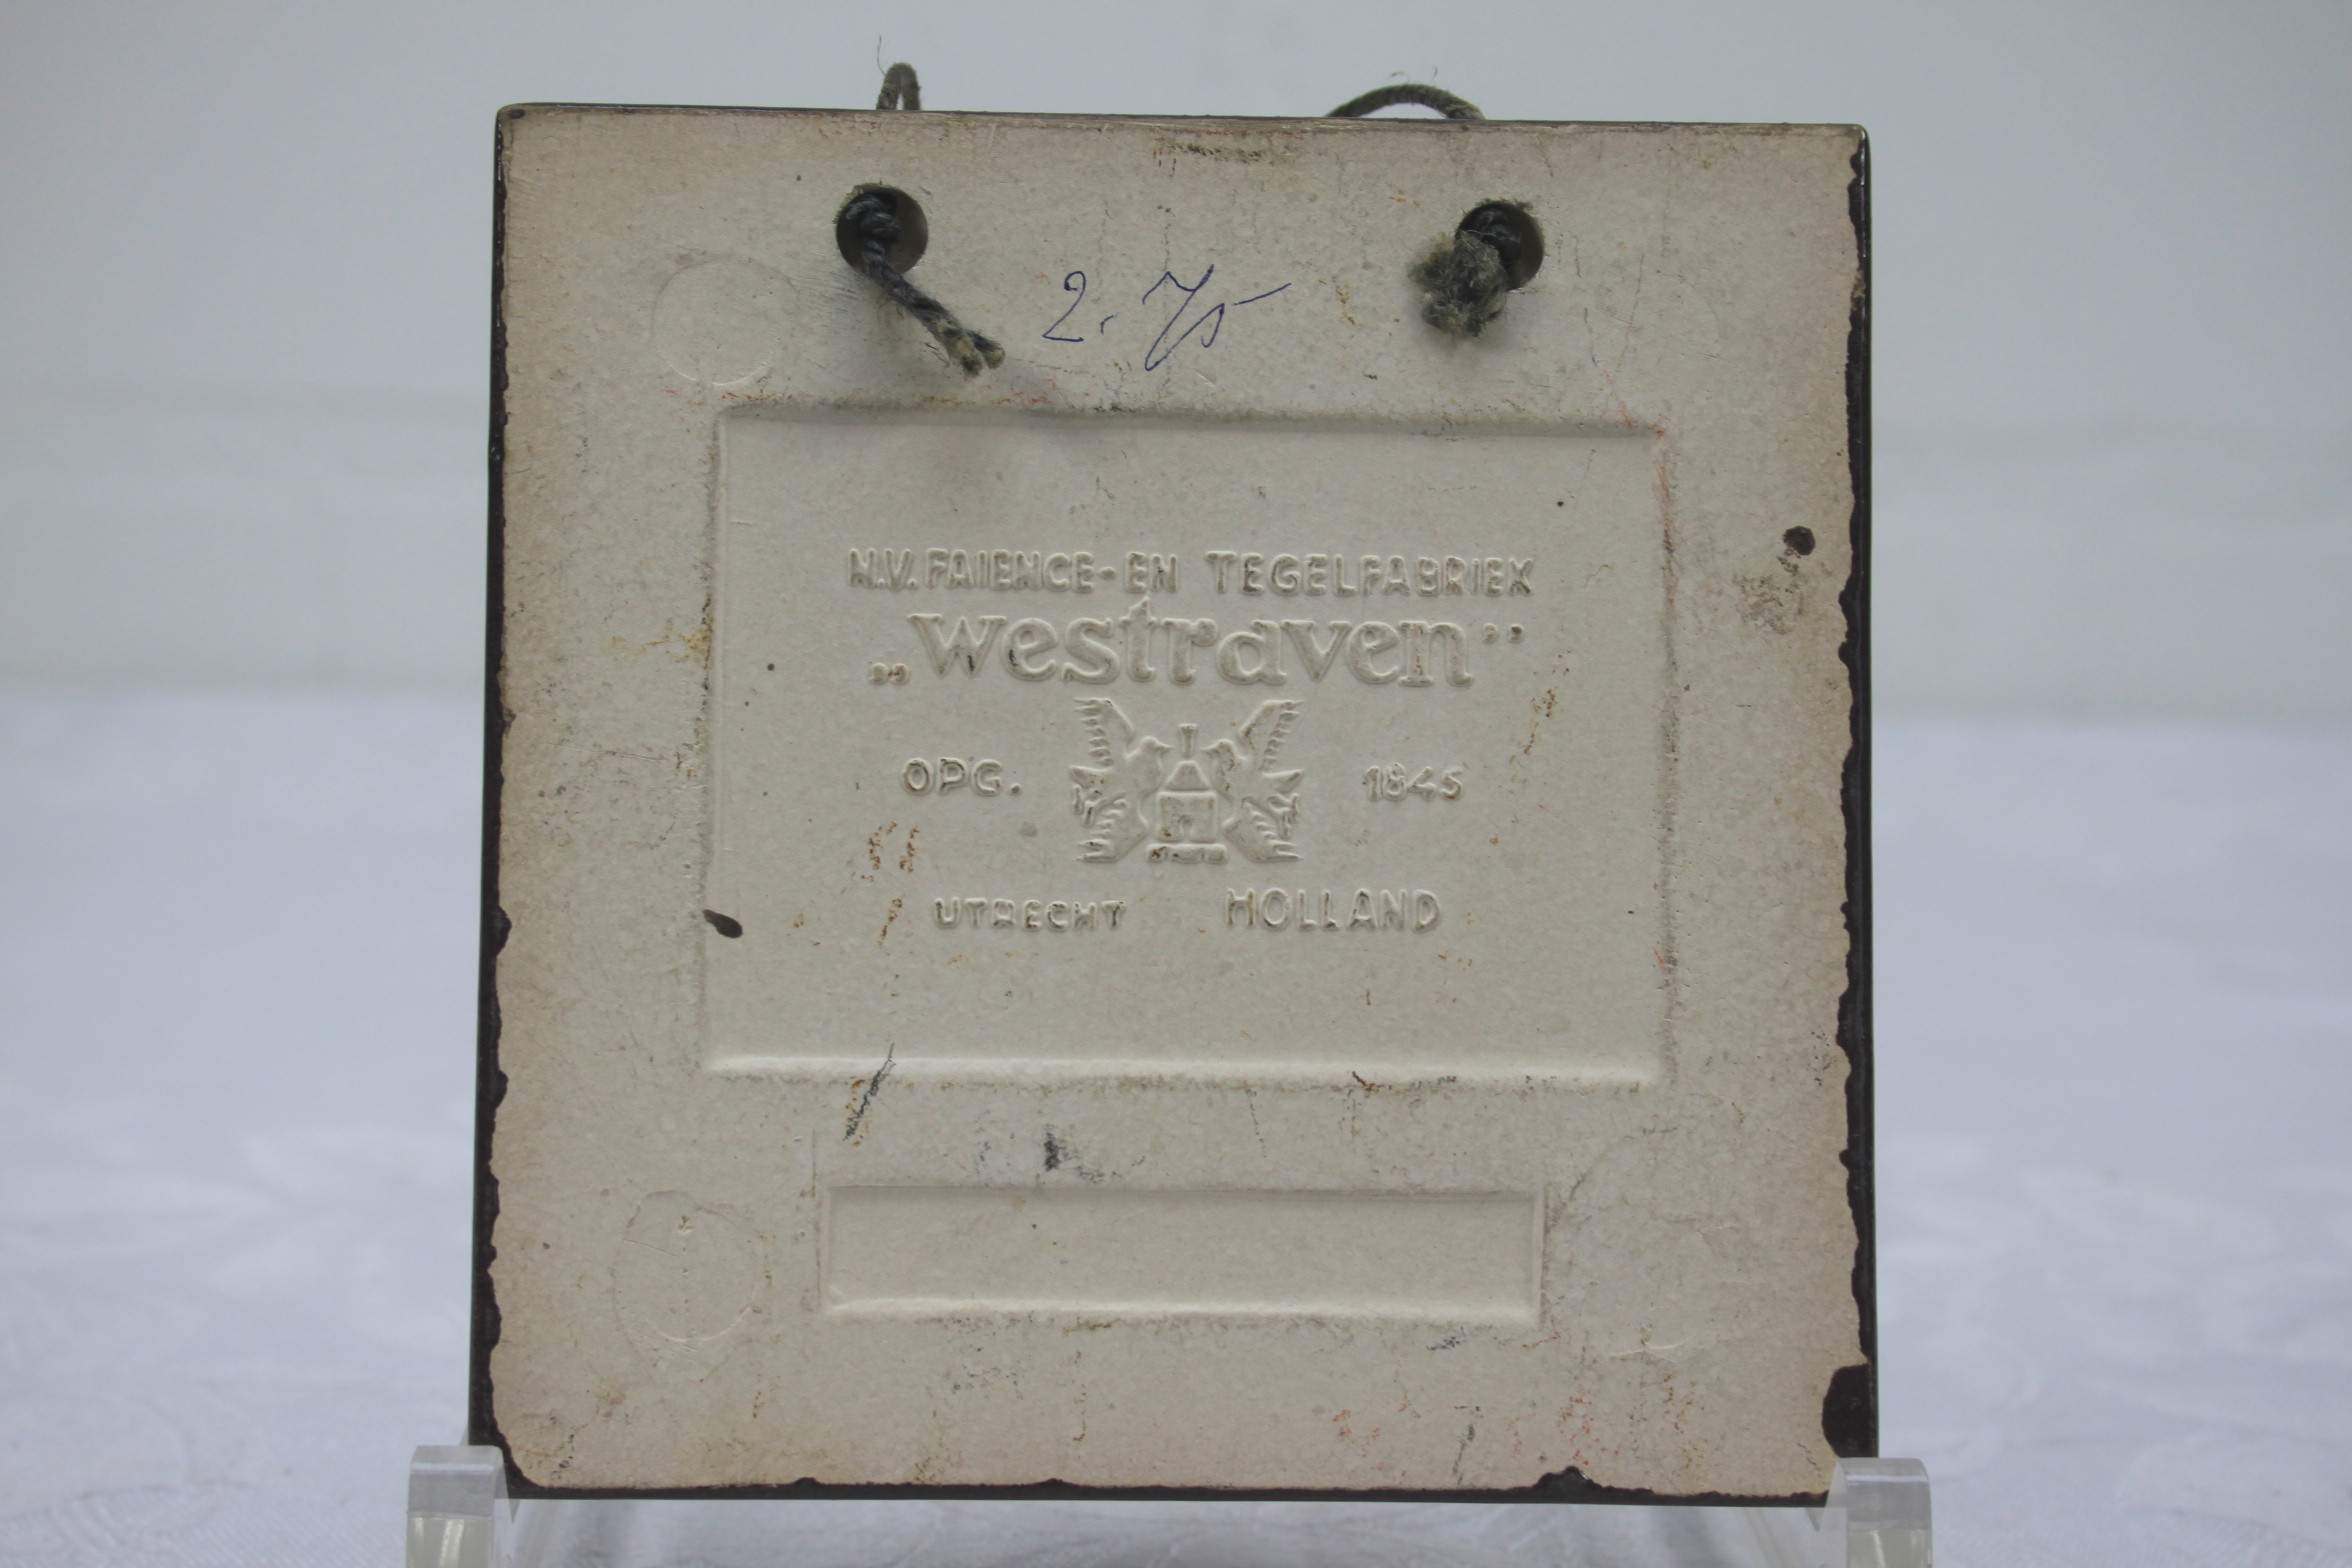 2.75
N.V. FAIENCE-EN TEGELFABRIEK
„westraven”
OPG. 1845
UTRECHT HOLLAND